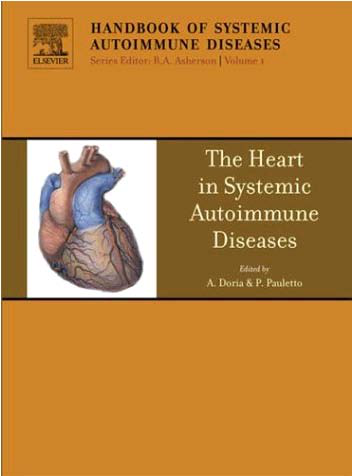 HANDBOOK OF SYSTEMIC
AUTOIMMUNE DISEASES
ELSEVIER
Series Editor: R.A. Asherson | Volume 1
The Heart
in Systemic
Autoimmune
Diseases
Edited by
A. Doria & P. Pauletto